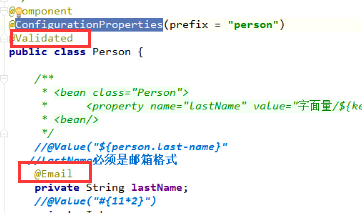 @Component
@ConfigurationProperties(prefix = "person")
@Validated
public class Person {
/**
* <bean class="Person">
* <property name="lastName" value="字面量/${ke
* <bean/>
*/
//@Value("${person.last-name}"
//lastName必须是邮箱格式
@Email
private String lastName;
//@Value("#{11*2}")